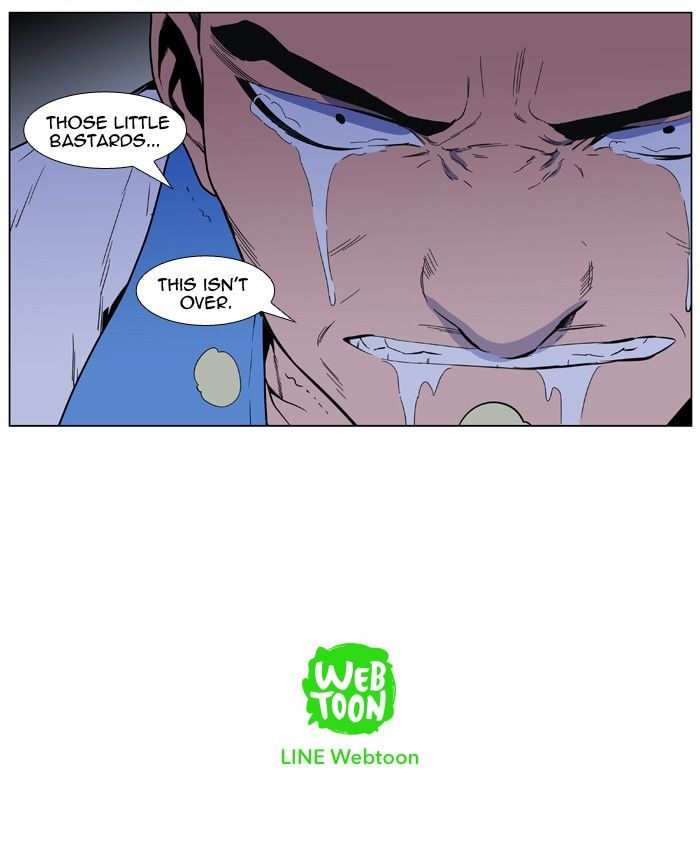 THOSE LITTLE
BASTARDS...
THIS ISN'T
OVER.
WEB
TOON
LINE Webtoon